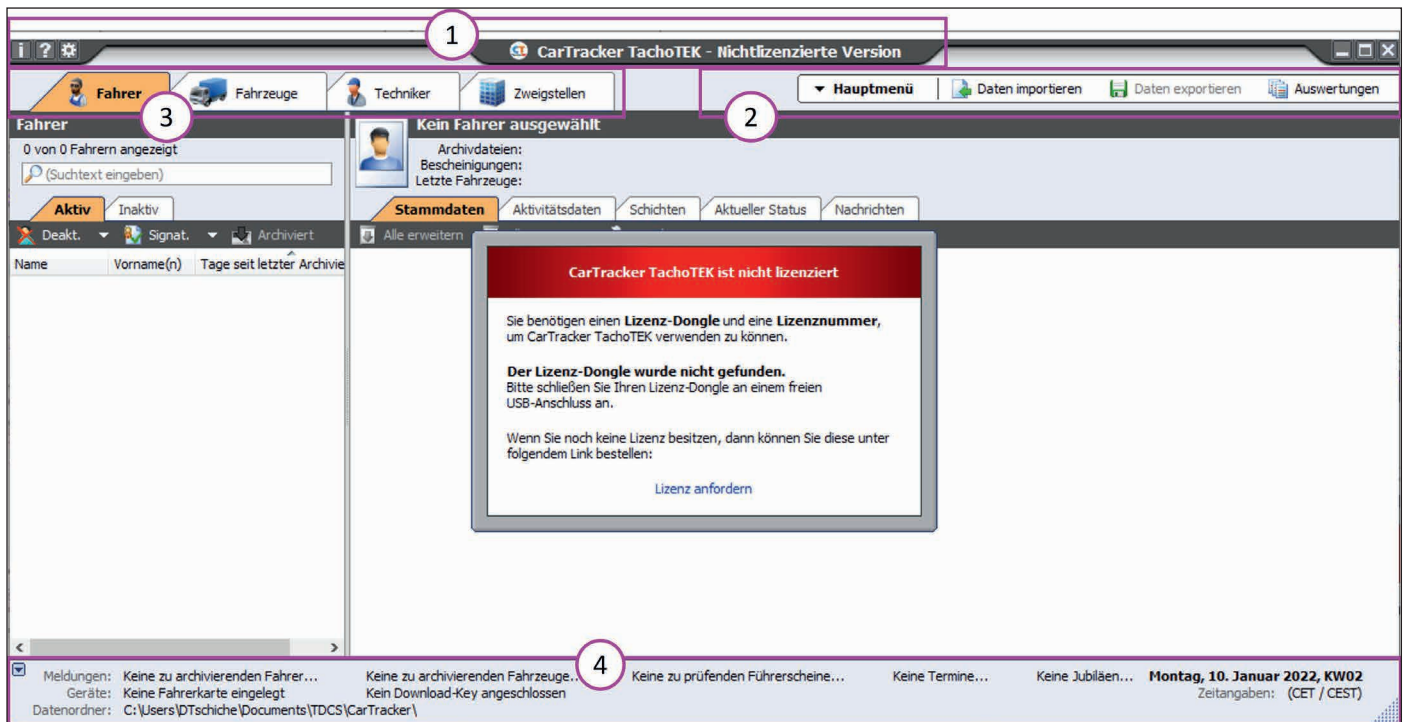 1
i ? CarTracker TachoTEK - Nichtlizenzierte Version
Fahrer Fahrzeuge Techniker Zweigstellen
Hauptmenü Daten importieren Daten exportieren Auswertungen
3
2
Fahrer
0 von 0 Fahrern angezeigt
(Suchtext eingeben)
Aktiv Inaktiv
Deakt. Signat. Archiviert
Name Vorname(n) Tage seit letzter Archivie
Kein Fahrer ausgewählt
Archivdateien:
Bescheinigungen:
Letzte Fahrzeuge:
Stammdaten Aktivitätsdaten Schichten Aktueller Status Nachrichten
Alle erweitern
CarTracker TachoTEK ist nicht lizenziert
Sie benötigen einen Lizenz-Dongle und eine Lizenznummer,
um CarTracker TachoTEK verwenden zu können.
Der Lizenz-Dongle wurde nicht gefunden.
Bitte schließen Sie Ihren Lizenz-Dongle an einem freien
USB-Anschluss an.
Wenn Sie noch keine Lizenz besitzen, dann können Sie diese unter
folgendem Link bestellen:
Lizenz anfordern
4
Meldungen: Keine zu archivierenden Fahrer... Keine zu archivierenden Fahrzeuge... Keine zu prüfenden Führerscheine... Keine Termine... Keine Jubiläen... Montag, 10. Januar 2022, KW02
Geräte: Keine Fahrerkarte eingelegt Kein Download-Key angeschlossen Zeitangaben: (CET / CEST)
Datenordner: C:\Users\DTschiche\Documents\TDCS\CarTracker\